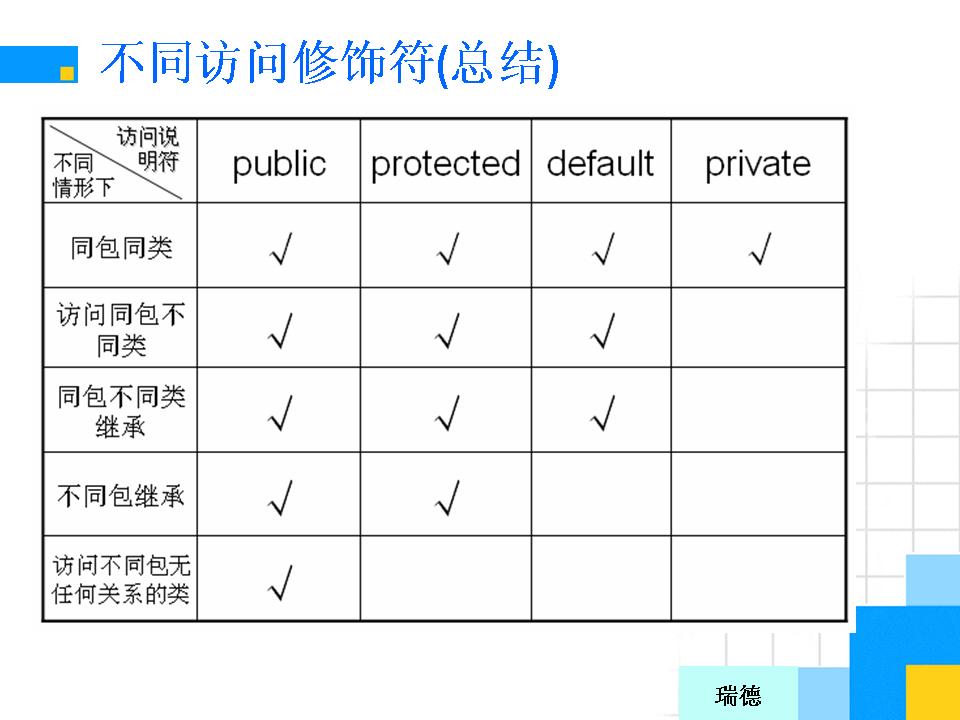 不同访问修饰符(总结)
访问说
明符
不同
情形下
public protected default private
同包同类 √ √ √ √
访问同包不
同类 √ √ √
同包不同类
继承 √ √ √
不同包继承 √ √
访问不同包无
任何关系的类 √
瑞德